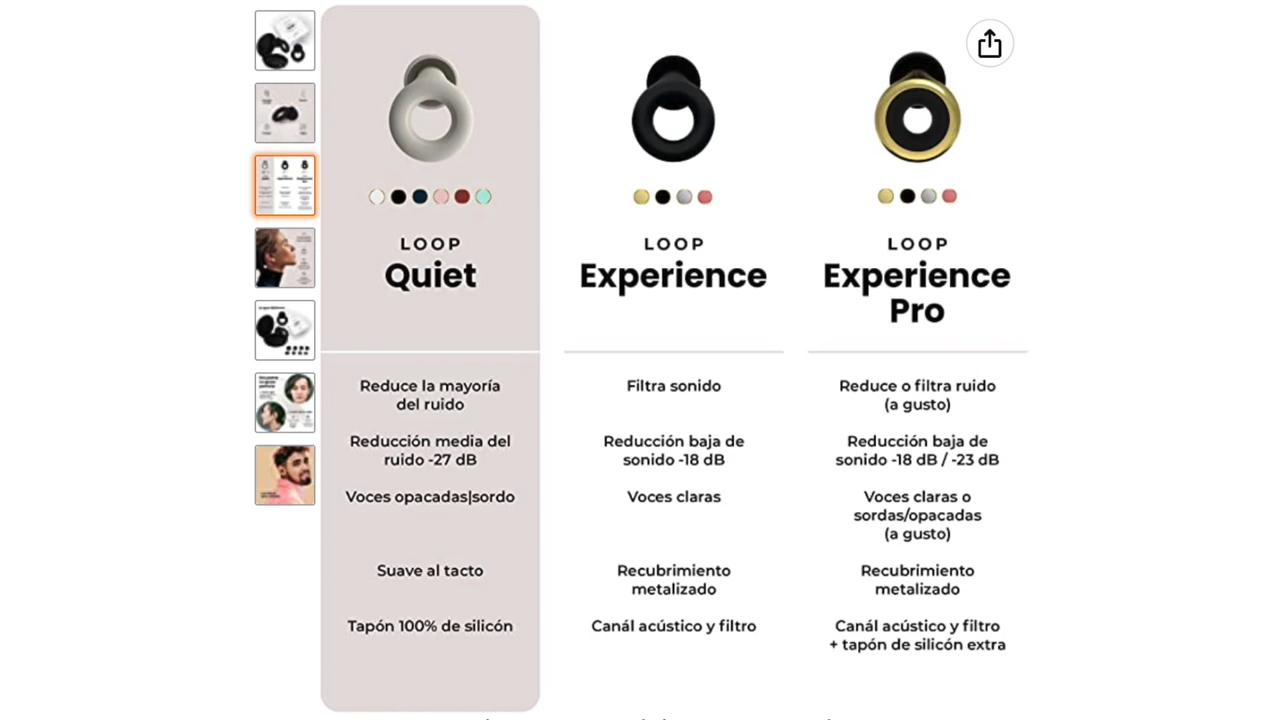 LOOP
Quiet
Reduce la mayoría
del ruido
Reducción media del
ruido -27 dB
Voces opacadas|sordo
Suave al tacto
Tapón 100% de silicón
LOOP
Experience
Filtra sonido
Reducción baja de
sonido -18 dB
Voces claras
Recubrimiento
metalizado
Canál acústico y filtro
LOOP
Experience
Pro
Reduce o filtra ruido
(a gusto)
Reducción baja de
sonido -18 dB / -23 dB
Voces claras o
sordas/opacadas
(a gusto)
Recubrimiento
metalizado
Canál acústico y filtro
+ tapón de silicón extra